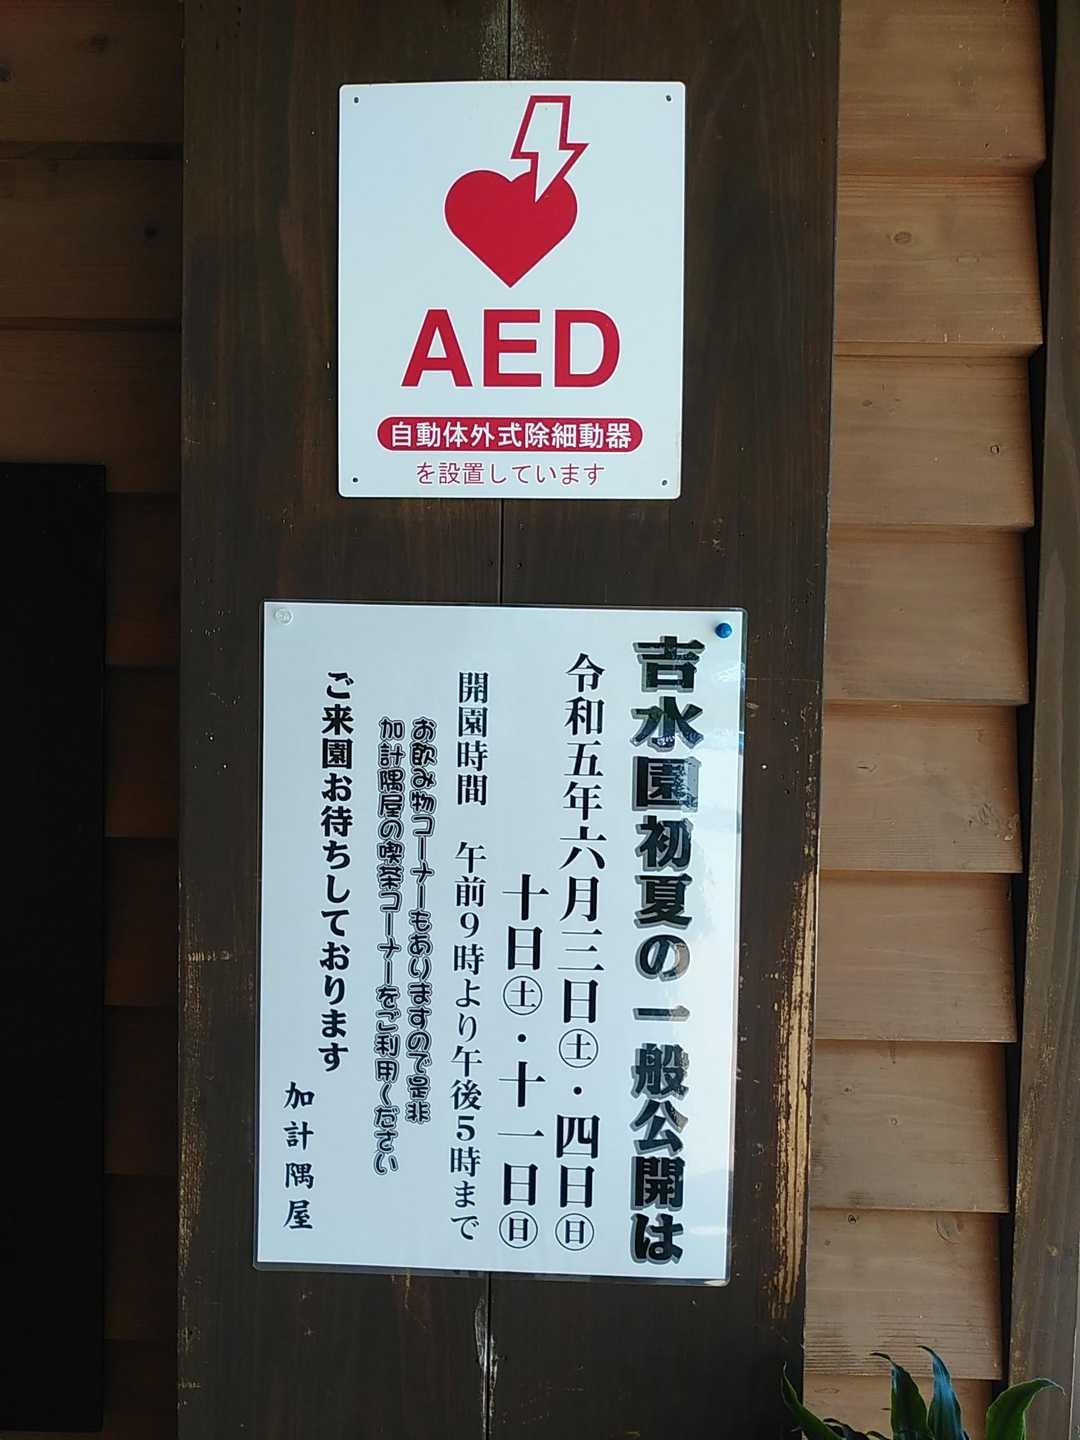 AED
自動体外式除細動器
を設置しています
吉水園初夏の一般公開は
令和五年六月三日㊏・四日㊐
十日㊏・十一日㊐
開園時間　午前9時より午後5時まで
お飲み物コーナーもありますので是非
加計隅屋の喫茶コーナーをご利用ください
ご来園お待ちしております
加計隅屋